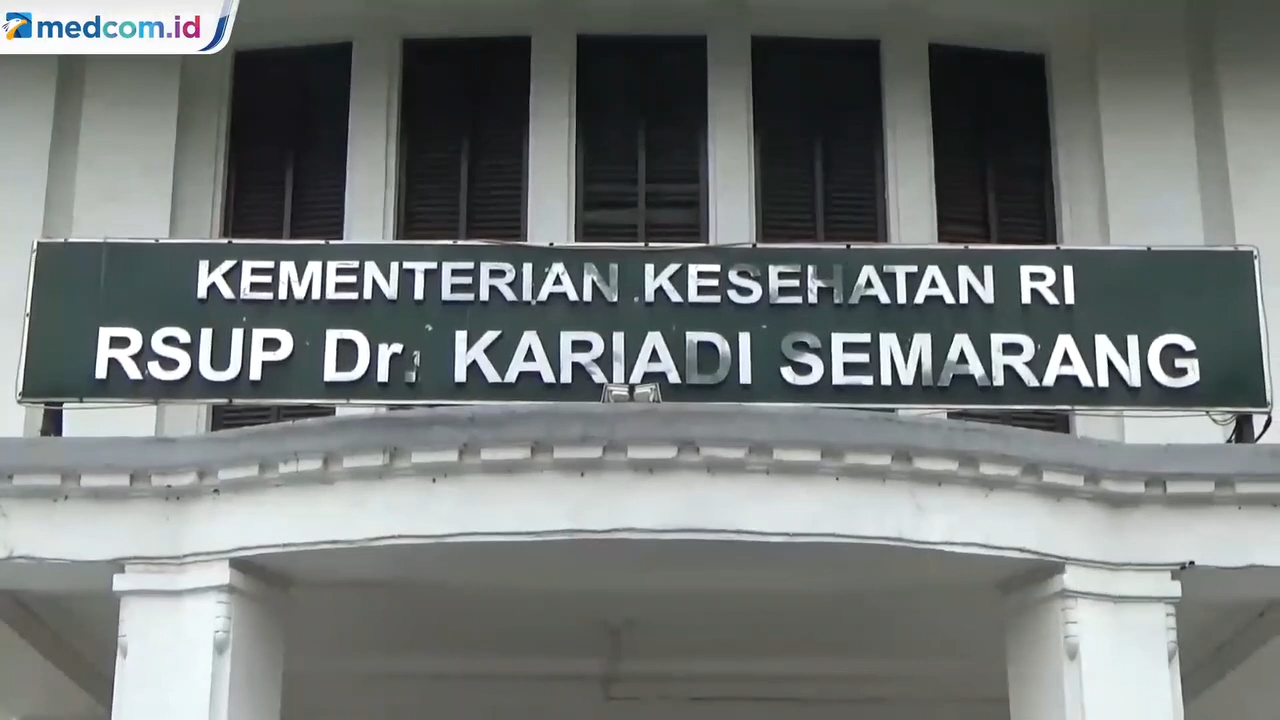 medcom.id
KEMENTERIAN KESEHATAN RI
RSUP Dr. KARIADI SEMARANG